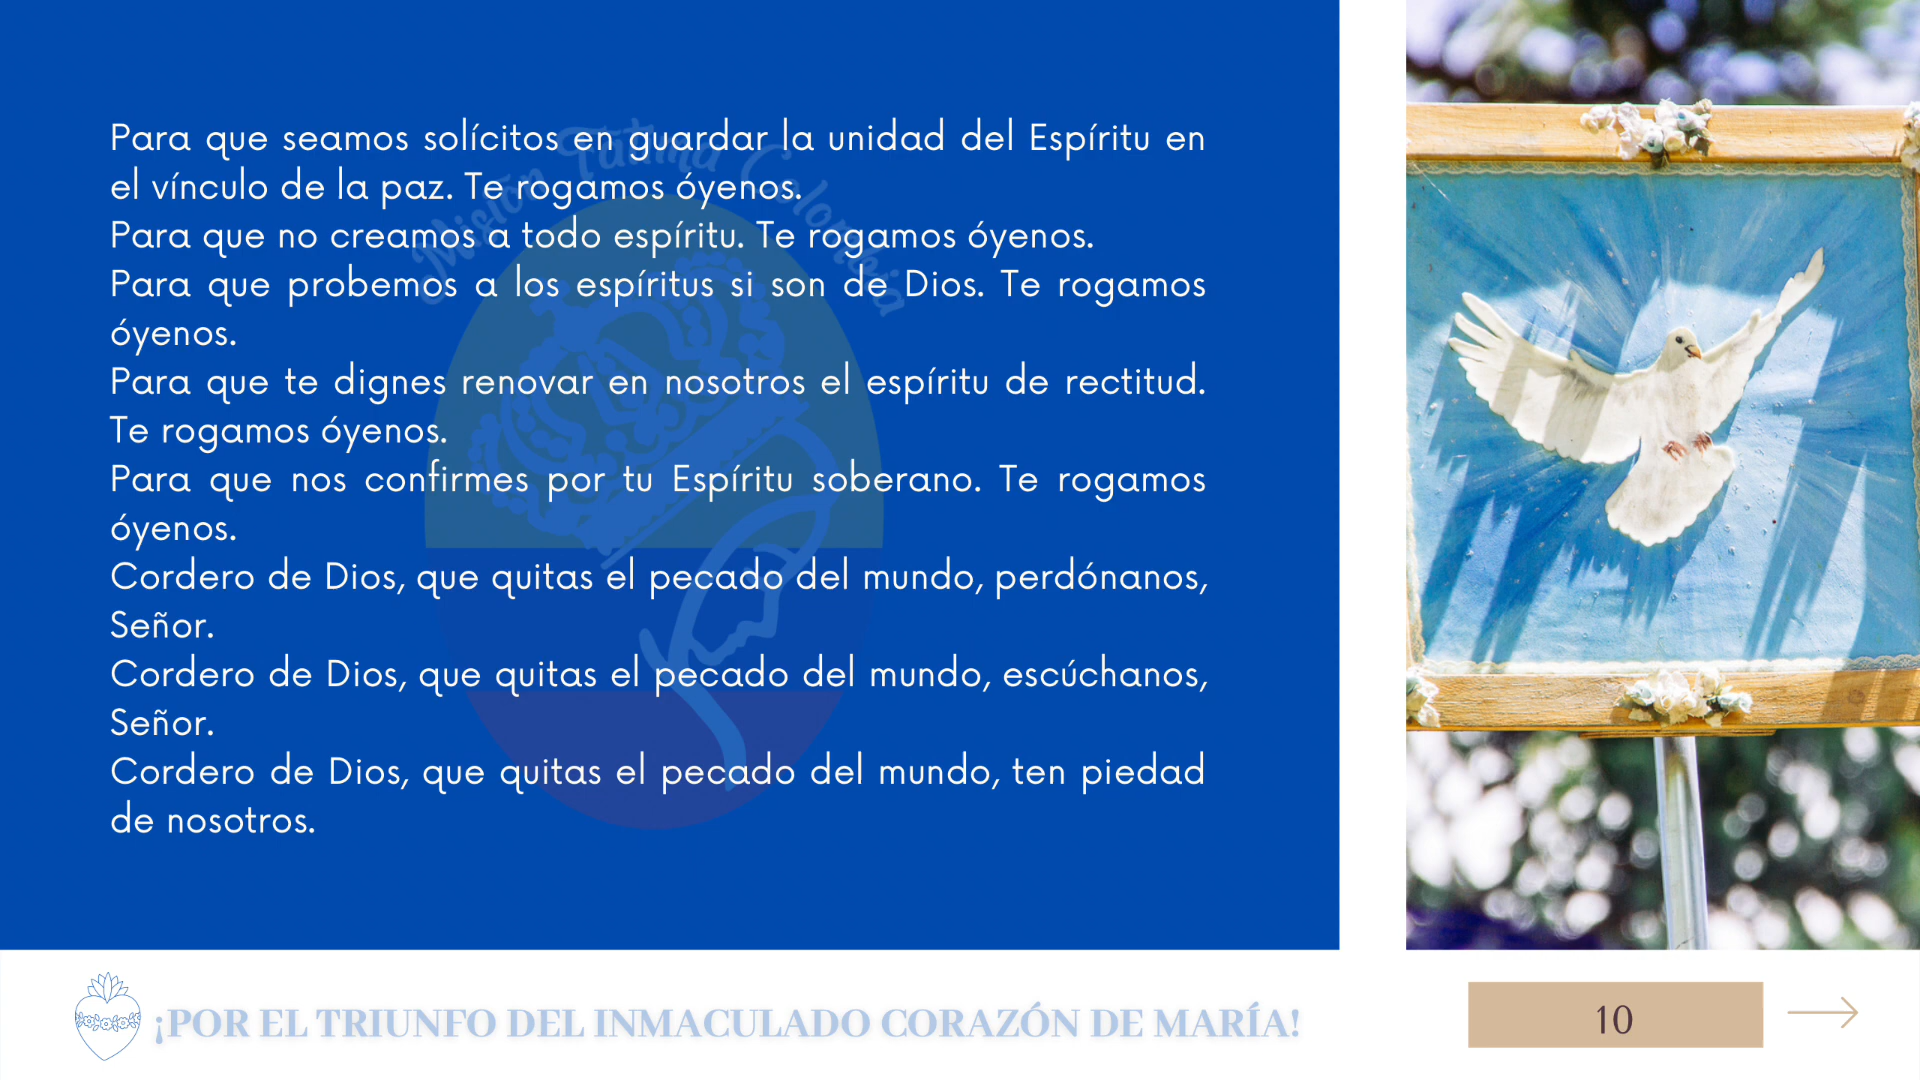 Para que seamos solícitos en guardar la unidad del Espíritu en
el vínculo de la paz. Te rogamos óyenos.
Para que no creamos a todo espíritu. Te rogamos óyenos.
Para que probemos a los espíritus si son de Dios. Te rogamos
óyenos.
Para que te dignes renovar en nosotros el espíritu de rectitud.
Te rogamos óyenos.
Para que nos confirmes por tu Espíritu soberano. Te rogamos
óyenos.
Cordero de Dios, que quitas el pecado del mundo, perdónanos,
Señor.
Cordero de Dios, que quitas el pecado del mundo, escúchanos,
Señor.
Cordero de Dios, que quitas el pecado del mundo, ten piedad
de nosotros.
Misión Fátima Colombia
¡POR EL TRIUNFO DEL INMACULADO CORAZÓN DE MARÍA!
10